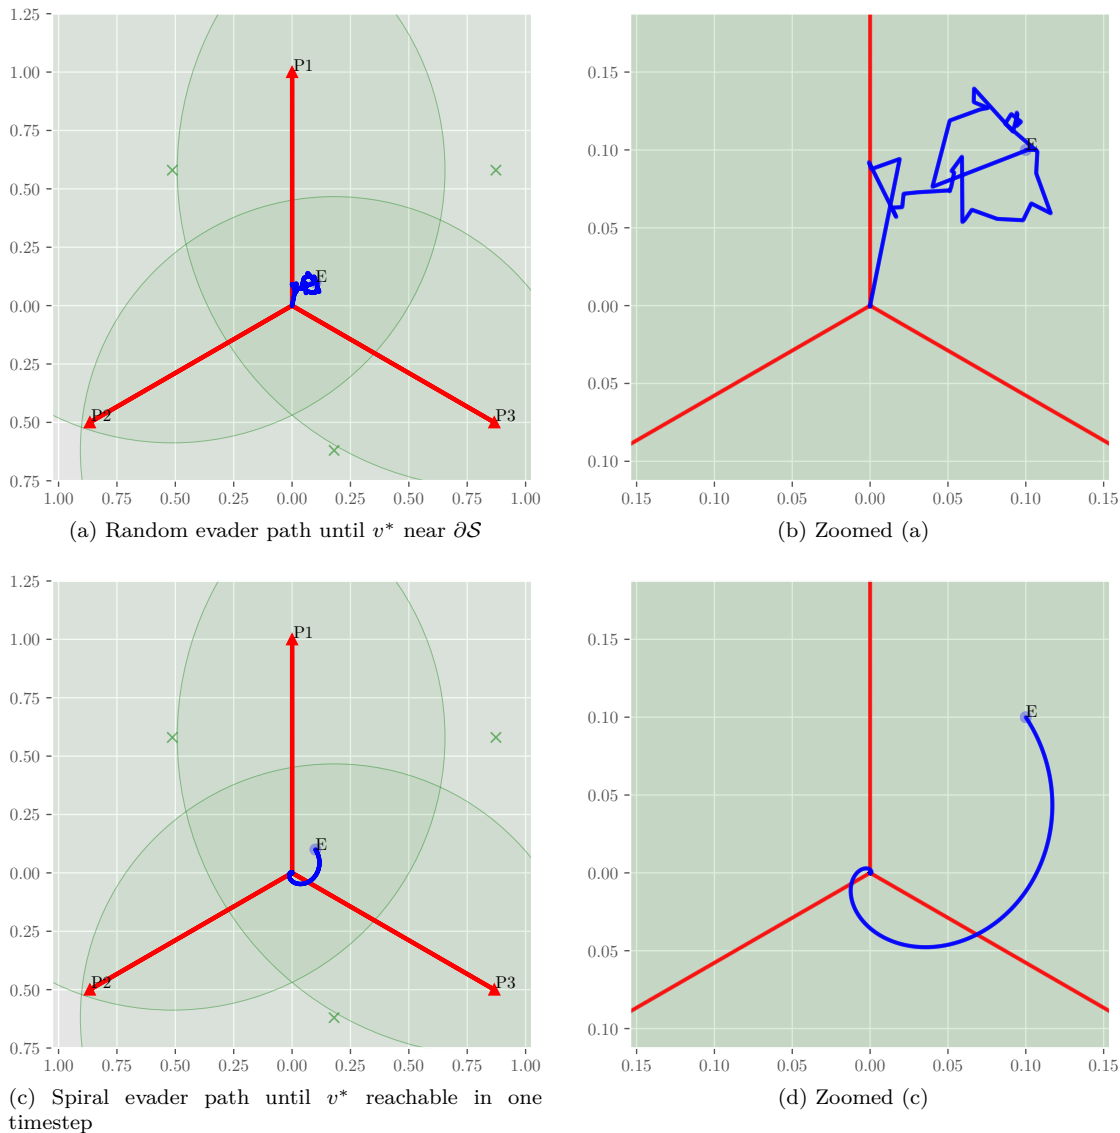 1.25
1.00
0.75
0.50
0.25
0.00
0.25
0.50
0.75
P1
E
P2
P3
1.00 0.75 0.50 0.25 0.00 0.25 0.50 0.75 1.00
(a) Random evader path until v* near ∂S
0.15
0.10
0.05
0.00
0.05
0.10
E
0.15 0.10 0.05 0.00 0.05 0.10 0.15
(b) Zoomed (a)
1.25
1.00
0.75
0.50
0.25
0.00
0.25
0.50
0.75
P1
E
P2
P3
1.00 0.75 0.50 0.25 0.00 0.25 0.50 0.75 1.00
(c) Spiral evader path until v* reachable in one
timestep
0.15
0.10
0.05
0.00
0.05
0.10
E
0.15 0.10 0.05 0.00 0.05 0.10 0.15
(d) Zoomed (c)